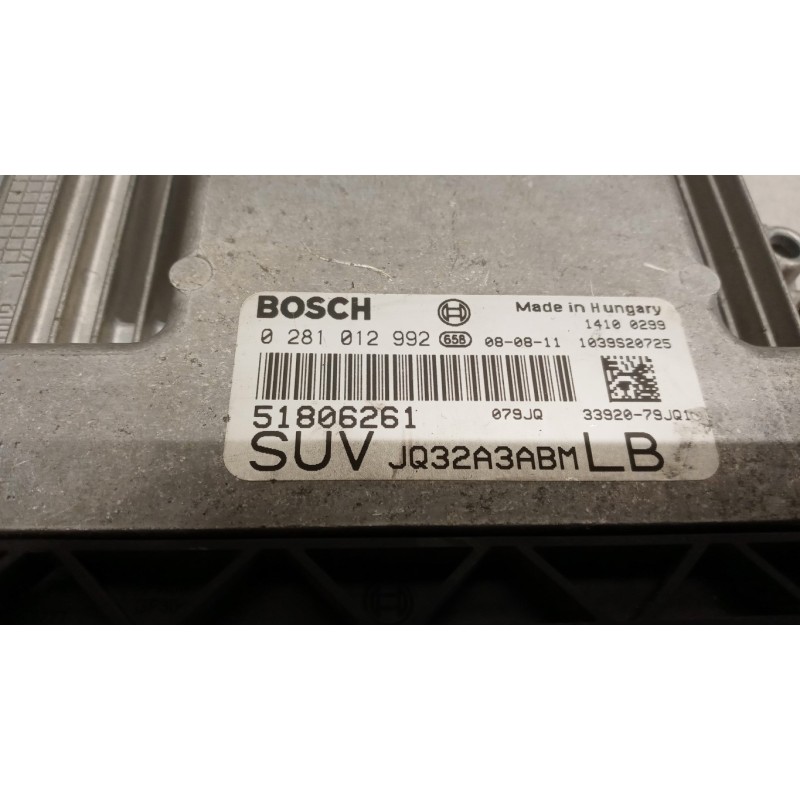 BOSCH Made in Hungary
1410 0299
0 281 012 992 658 08-08-11 1039S20725
51806261 079JQ 33920-79JQ1
SUV JQ32A3ABM LB